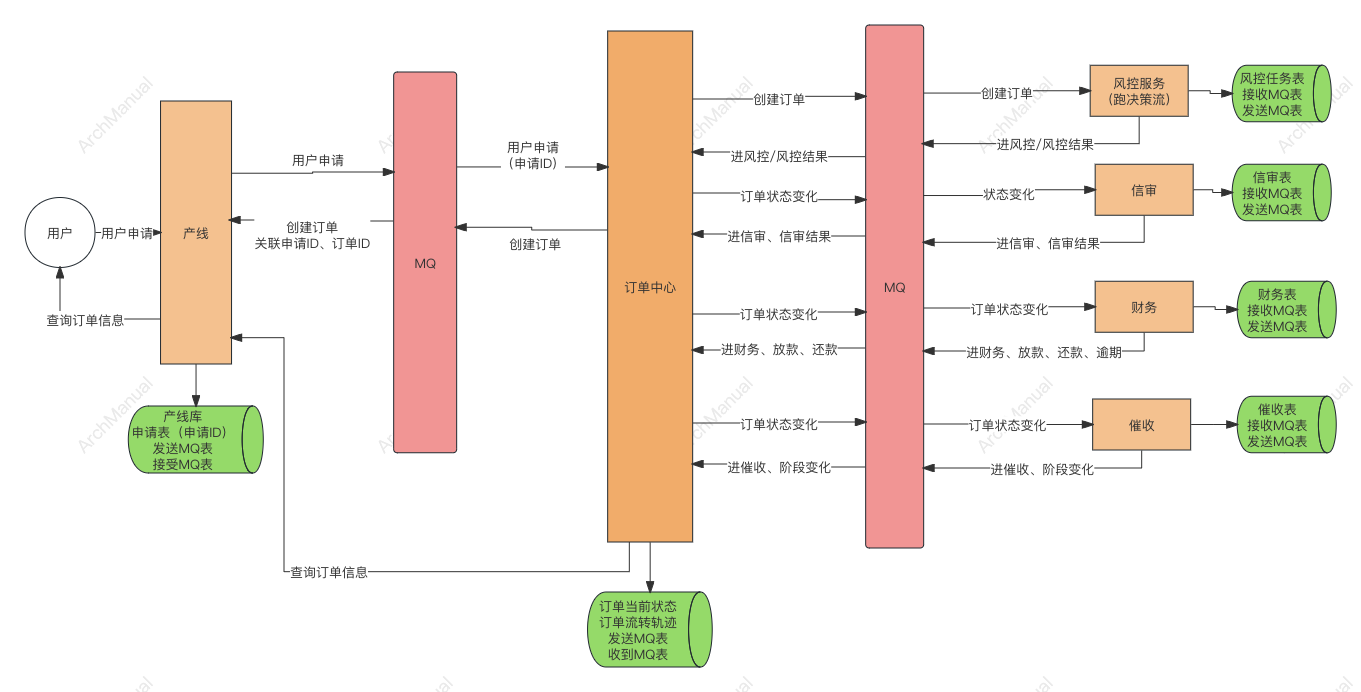 用户
用户申请
查询订单信息
产线
产线库
申请表（申请ID）
发送MQ表
接受MQ表
用户申请
创建订单
关联申请ID、订单ID
MQ
用户申请
（申请ID）
创建订单
查询订单信息
订单中心
订单当前状态
订单流转轨迹
发送MQ表
收到MQ表
创建订单
进风控/风控结果
订单状态变化
进信审、信审结果
订单状态变化
进财务、放款、还款
订单状态变化
进催收、阶段变化
MQ
创建订单
进风控/风控结果
状态变化
进信审、信审结果
订单状态变化
进财务、放款、还款、逾期
订单状态变化
进催收、阶段变化
风控服务
（跑决策流）
风控任务表
接收MQ表
发送MQ表
信审
信审表
接收MQ表
发送MQ表
财务
财务表
接收MQ表
发送MQ表
催收
催收表
接收MQ表
发送MQ表
ArchManual
ArchManual
ArchManual
ArchManual
ArchManual
ArchManual
ArchManual